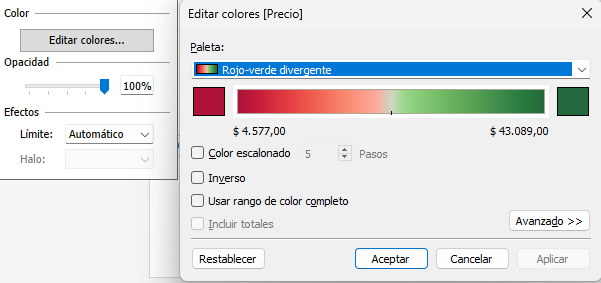 Color
Editar colores...
Opacidad
100%
Efectos
Límite: Automático
Halo:
Editar colores [Precio]
Paleta:
Rojo-verde divergente
$ 4.577,00 $ 43.089,00
Color escalonado 5 Pasos
Inverso
Usar rango de color completo
Incluir totales
Avanzado >>
Restablecer Aceptar Cancelar Aplicar